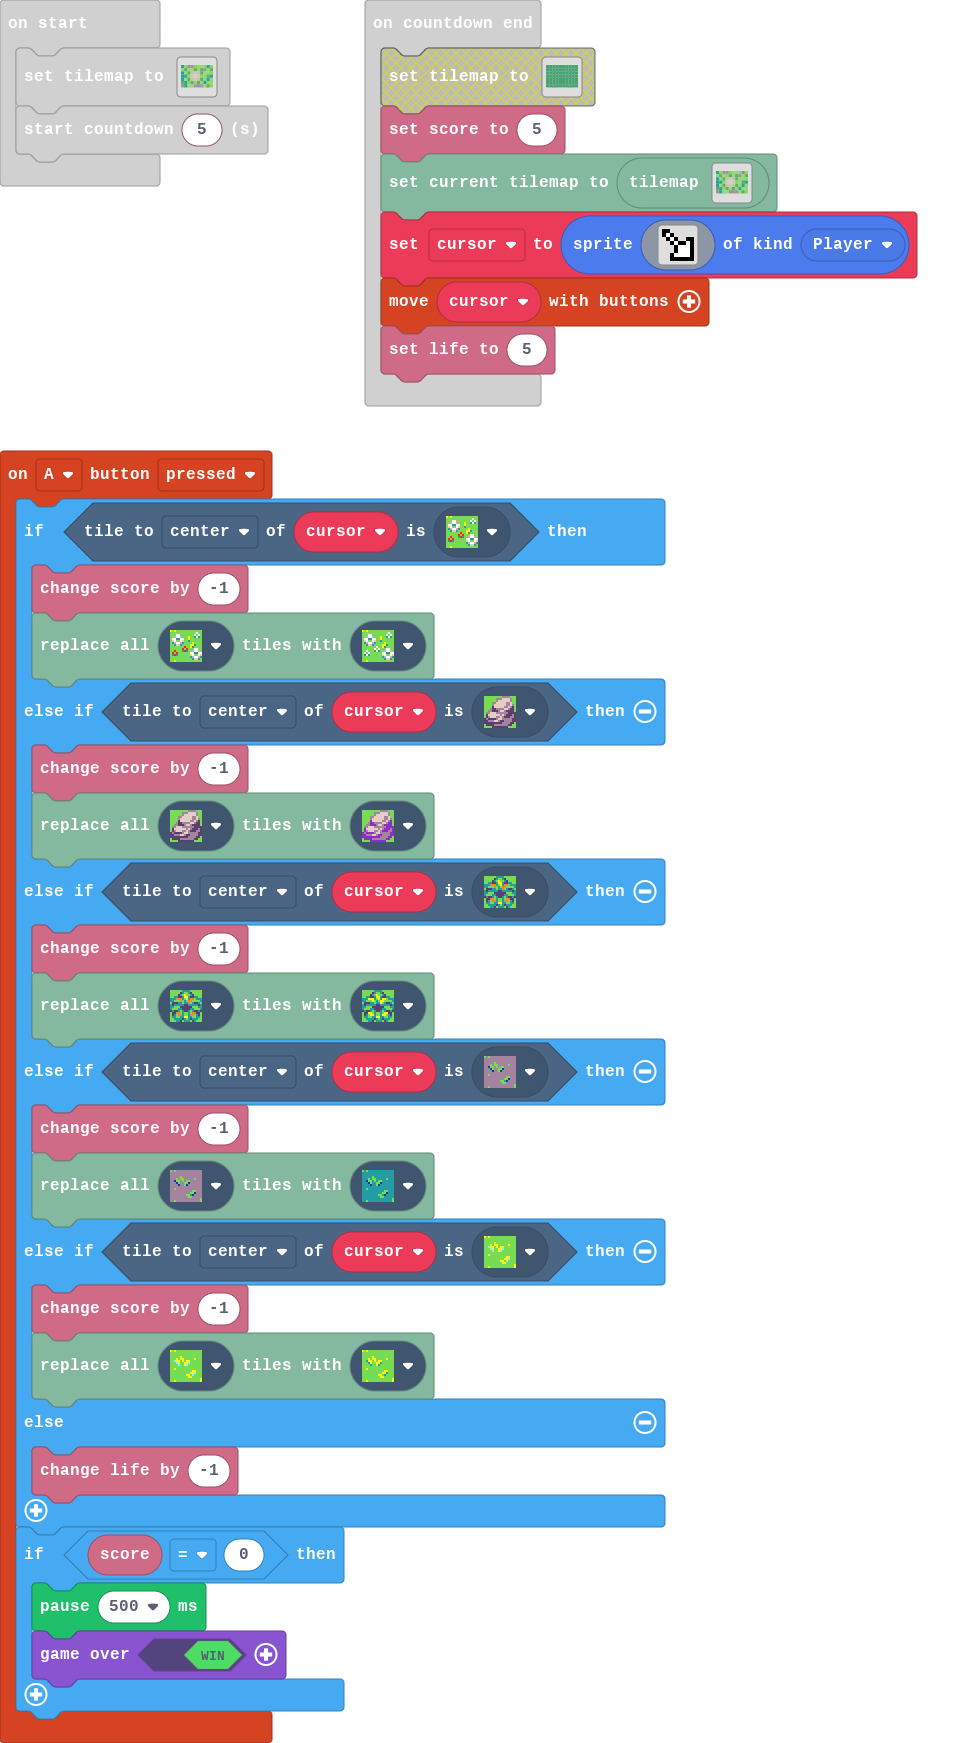 on start
set tilemap to
start countdown 5 (s)
on countdown end
set tilemap to
set score to 5
set current tilemap to tilemap
set cursor to sprite of kind Player
move cursor with buttons
set life to 5
on A button pressed
if tile to center of cursor is then
change score by -1
replace all tiles with
else if tile to center of cursor is then
change score by -1
replace all tiles with
else if tile to center of cursor is then
change score by -1
replace all tiles with
else if tile to center of cursor is then
change score by -1
replace all tiles with
else if tile to center of cursor is then
change score by -1
replace all tiles with
else
change life by -1
if score = 0 then
pause 500 ms
game over WIN